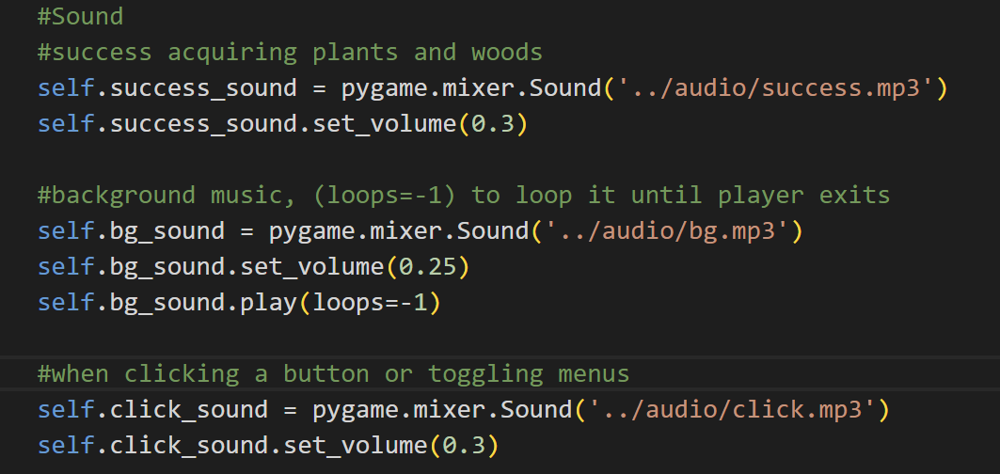 #Sound
#success acquiring plants and woods
self.success_sound = pygame.mixer.Sound('../audio/success.mp3')
self.success_sound.set_volume(0.3)
#background music, (loops=-1) to loop it until player exits
self.bg_sound = pygame.mixer.Sound('../audio/bg.mp3')
self.bg_sound.set_volume(0.25)
self.bg_sound.play(loops=-1)
#when clicking a button or toggling menus
self.click_sound = pygame.mixer.Sound('../audio/click.mp3')
self.click_sound.set_volume(0.3)